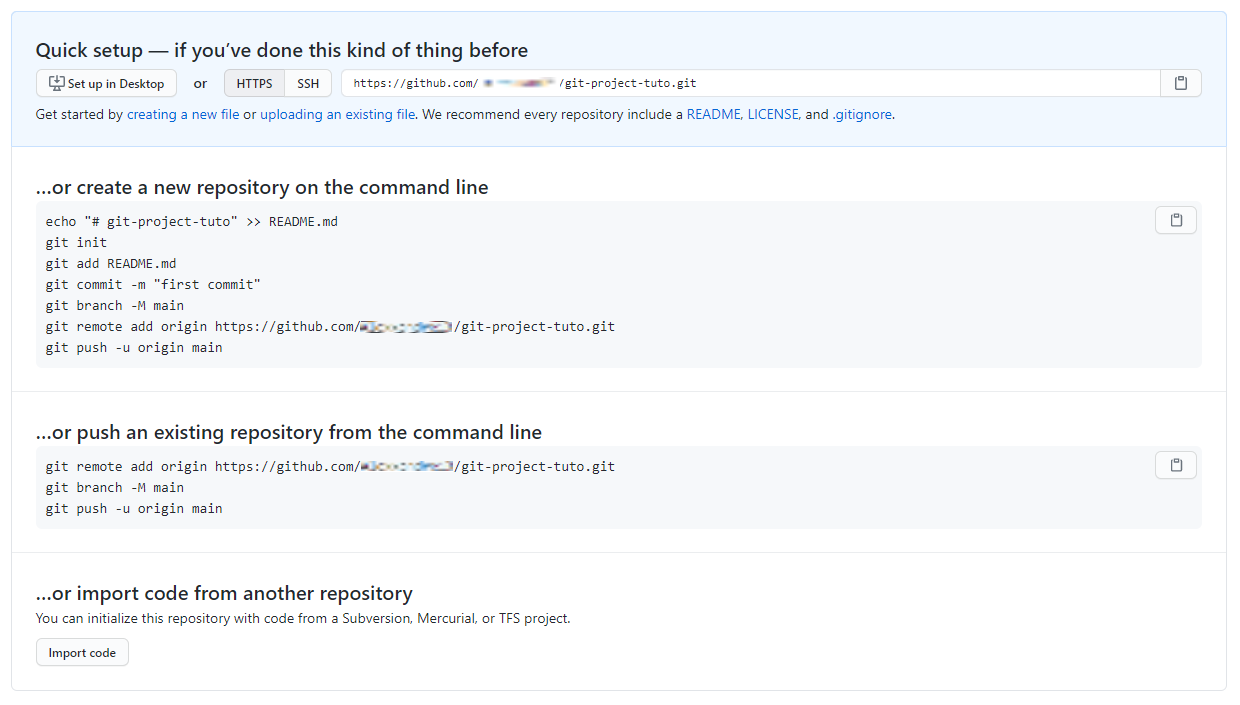 Quick setup — if you’ve done this kind of thing before
Set up in Desktop or HTTPS SSH https://github.com/ /git-project-tuto.git
Get started by creating a new file or uploading an existing file. We recommend every repository include a README, LICENSE, and .gitignore.
…or create a new repository on the command line
echo "# git-project-tuto" >> README.md
git init
git add README.md
git commit -m "first commit"
git branch -M main
git remote add origin https://github.com/ /git-project-tuto.git
git push -u origin main
…or push an existing repository from the command line
git remote add origin https://github.com/ /git-project-tuto.git
git branch -M main
git push -u origin main
…or import code from another repository
You can initialize this repository with code from a Subversion, Mercurial, or TFS project.
Import code